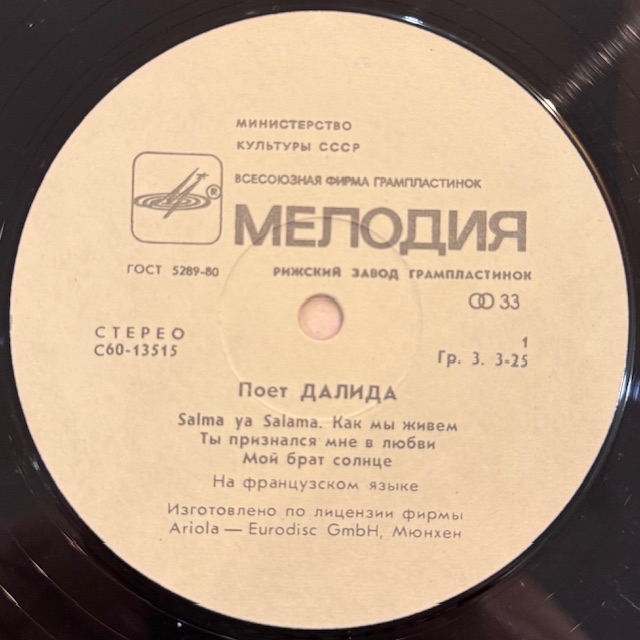 МИНИСТЕРСТВО
КУЛЬТУРЫ СССР
ВСЕСОЮЗНАЯ ФИРМА ГРАМПЛАСТИНОК
®
МЕЛОДИЯ
ГОСТ 5289-80
РИЖСКИЙ ЗАВОД ГРАМПЛАСТИНОК
33
СТЕРЕО
1
С60-13515
Гр. 3. 3-25
Поет ДАЛИДА
Salma ya Salama. Как мы живем
Ты признался мне в любви
Мой брат солнце
На французском языке
Изготовлено по лицензии фирмы
Ariola — Eurodisc GmbH, Мюнхен